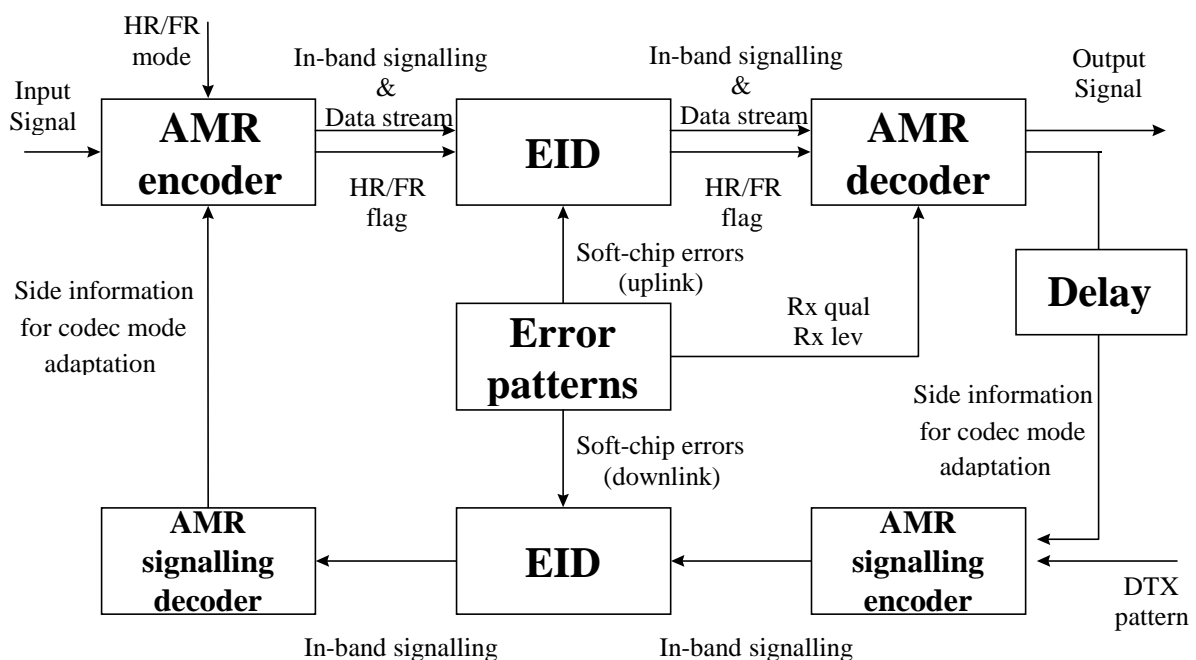 HR/FR
mode
In-band signalling
&
Data stream
In-band signalling
&
Data stream
Output
Signal
Input
Signal
AMR
encoder
EID
AMR
decoder
HR/FR
flag
HR/FR
flag
Soft-chip errors
(uplink)
Side information
for codec mode
adaptation
Error
patterns
Rx qual
Rx lev
Delay
Side information
for codec mode
adaptation
Soft-chip errors
(downlink)
AMR
signalling
decoder
EID
AMR
signalling
encoder
DTX
pattern
In-band signalling
In-band signalling